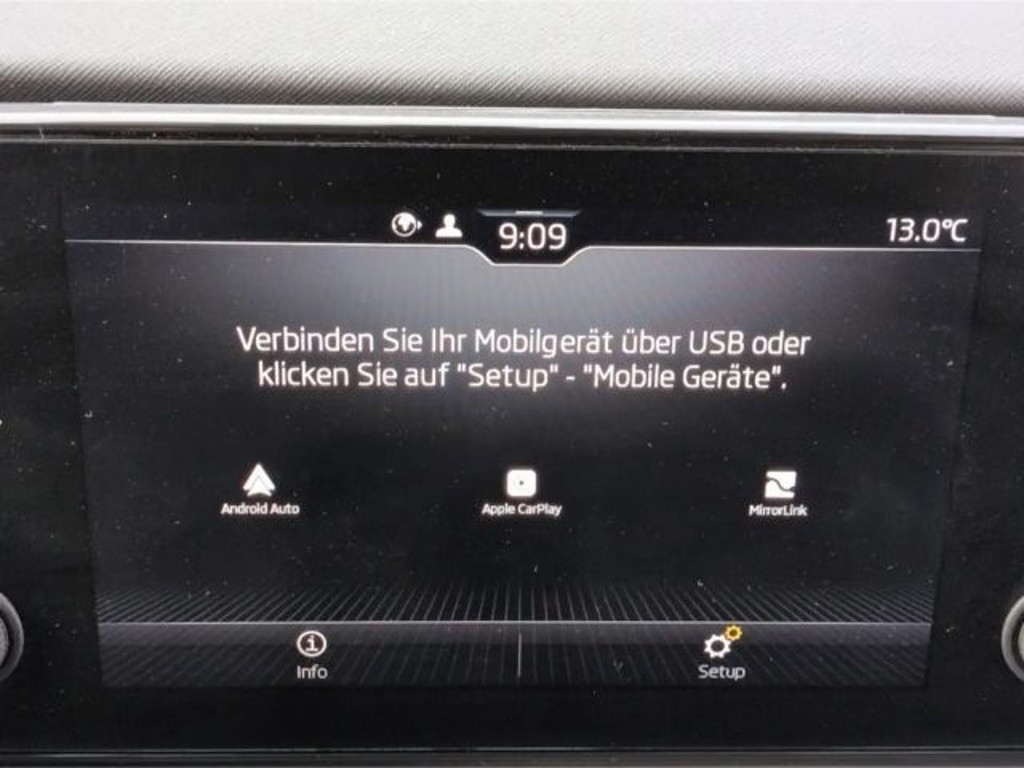 9:09
13.0°C
Verbinden Sie Ihr Mobilgerät über USB oder
klicken Sie auf "Setup" - "Mobile Geräte".
Android Auto
Apple CarPlay
MirrorLink
Info
Setup